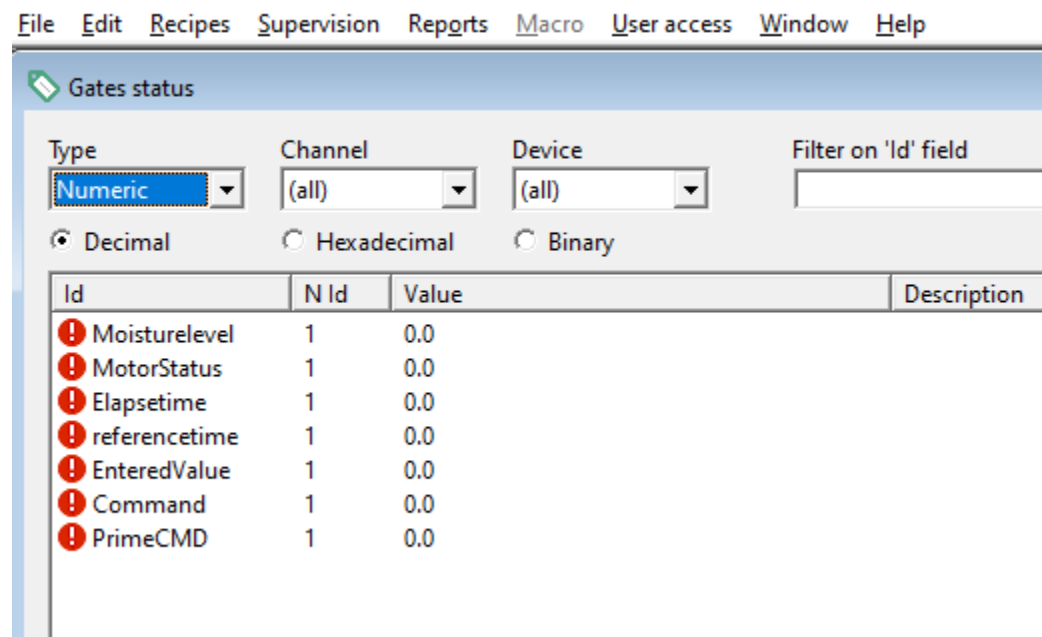 File Edit Recipes Supervision Reports Macro User access Window Help
Gates status
Type Channel Device Filter on 'Id' field
Numeric (all) (all)
Decimal Hexadecimal Binary
Id N Id Value Description
Moisturelevel 1 0.0
MotorStatus 1 0.0
Elapsetime 1 0.0
referencetime 1 0.0
EnteredValue 1 0.0
Command 1 0.0
PrimeCMD 1 0.0